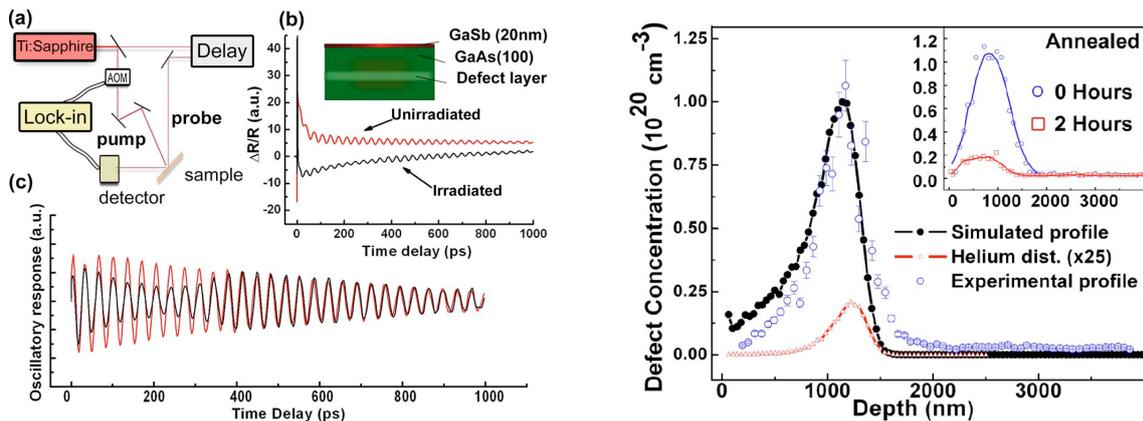 (a)
Ti:Sapphire
Delay
AOM
Lock-in
pump
probe
sample
detector
(b)
GaSb (20nm)
GaAs(100)
Defect layer
Unirradiated
Irradiated
ΔR/R (a.u.)
40
30
20
10
0
-10
-20
0 200 400 600 800 1000
Time delay (ps)
(c)
Oscillatory response (a.u.)
0 200 400 600 800 1000
Time Delay (ps)
Defect Concentration (10²⁰ cm⁻³)
1.25
1.00
0.75
0.50
0.25
0.00
0 1000 2000 3000
Depth (nm)
1.2
1.0
0.8
0.6
0.4
0.2
0.0
0 1000 2000 3000
Annealed
0 Hours
2 Hours
Simulated profile
Helium dist. (x25)
Experimental profile